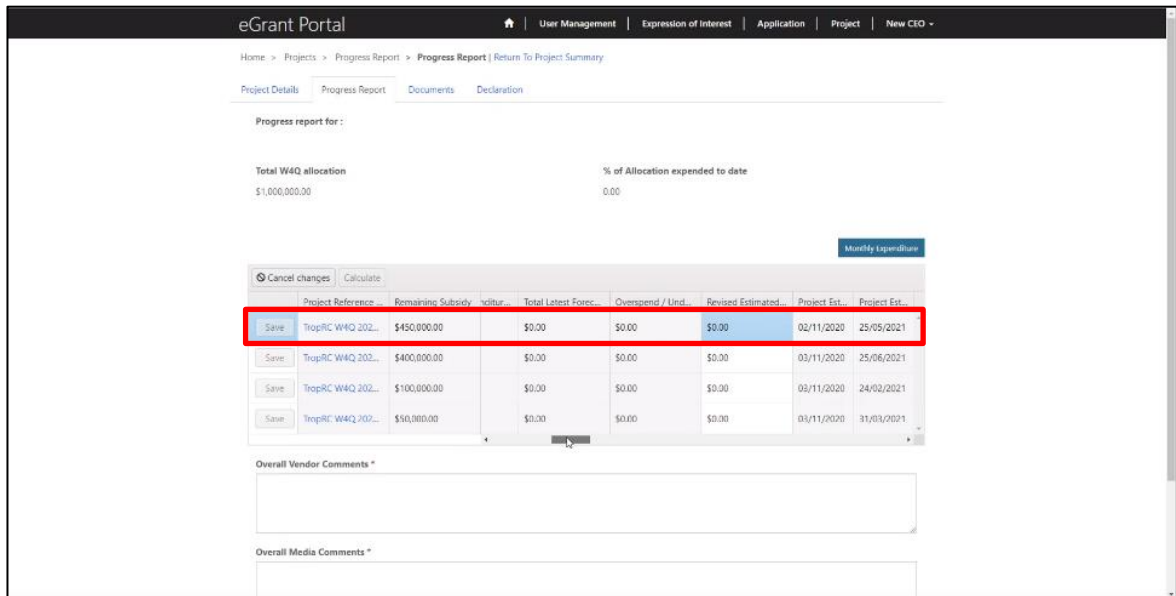 eGrant Portal
User Management | Expression of Interest | Application | Project | New CEO
Home > Projects > Progress Report > Progress Report | Return To Project Summary
Project Details Progress Report Documents Declaration
Progress report for :
Total W4Q allocation % of Allocation expended to date
$1,000,000.00 0.00
Monthly Expenditure
Cancel changes Calculate
Project Reference ... Remaining Subsidy nditur... Total Latest Forec... Overspend / Und... Revised Estimated... Project Est... Project Est...
Save TropRC W4Q 202... $450,000.00 $0.00 $0.00 $0.00 02/11/2020 25/05/2021
Save TropRC W4Q 202... $400,000.00 $0.00 $0.00 $0.00 03/11/2020 25/06/2021
Save TropRC W4Q 202... $100,000.00 $0.00 $0.00 $0.00 03/11/2020 24/02/2021
Save TropRC W4Q 202... $50,000.00 $0.00 $0.00 $0.00 03/11/2020 31/03/2021
Overall Vendor Comments *
Overall Media Comments *